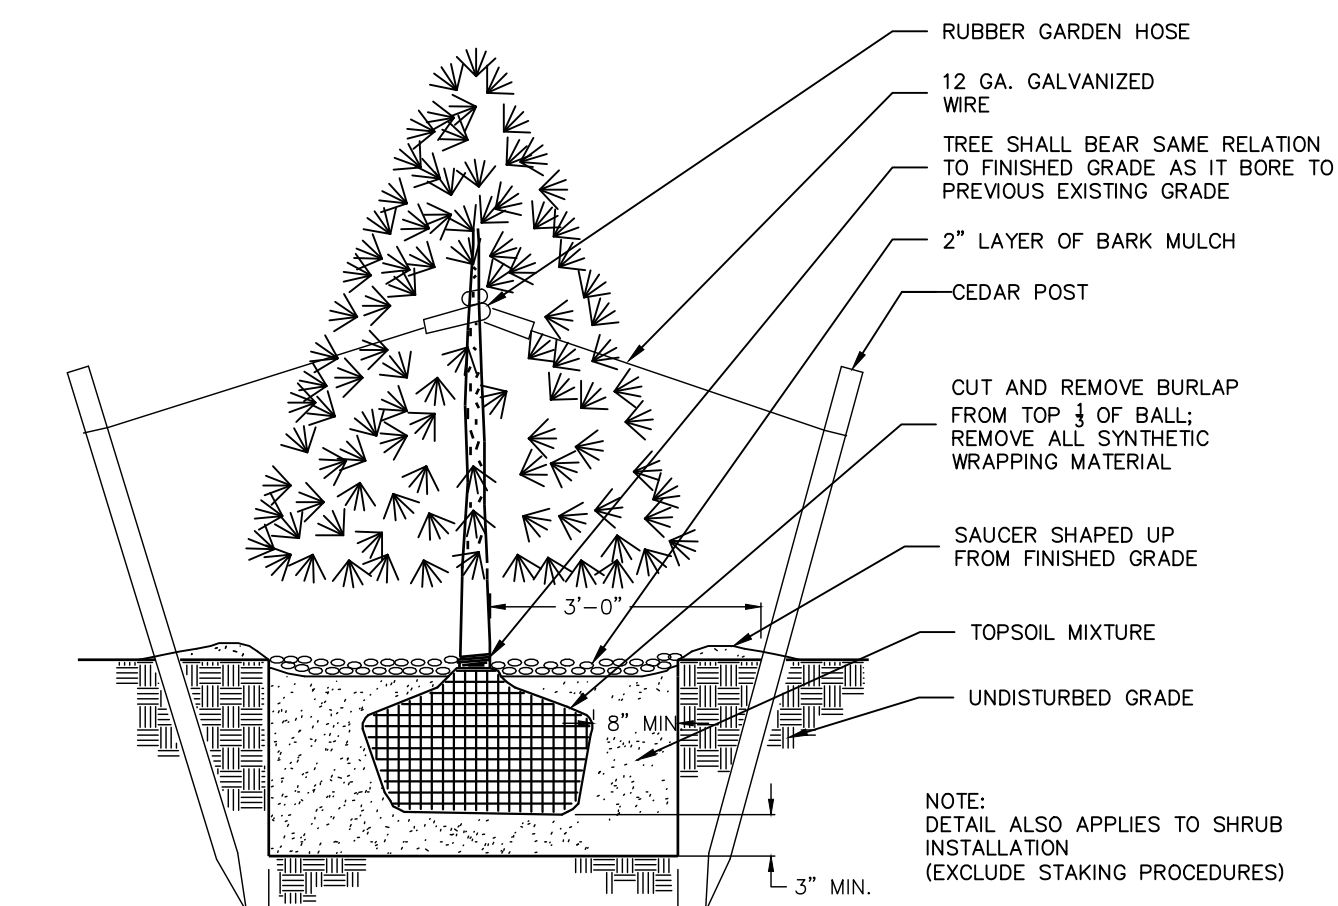 RUBBER GARDEN HOSE
12 GA. GALVANIZED
WIRE
TREE SHALL BEAR SAME RELATION
TO FINISHED GRADE AS IT BORE TO
PREVIOUS EXISTING GRADE
2" LAYER OF BARK MULCH
CEDAR POST
CUT AND REMOVE BURLAP
FROM TOP 1/3 OF BALL;
REMOVE ALL SYNTHETIC
WRAPPING MATERIAL
SAUCER SHAPED UP
FROM FINISHED GRADE
3'-0"
TOPSOIL MIXTURE
UNDISTURBED GRADE
8" MIN
NOTE:
DETAIL ALSO APPLIES TO SHRUB
INSTALLATION
(EXCLUDE STAKING PROCEDURES)
3" MIN.